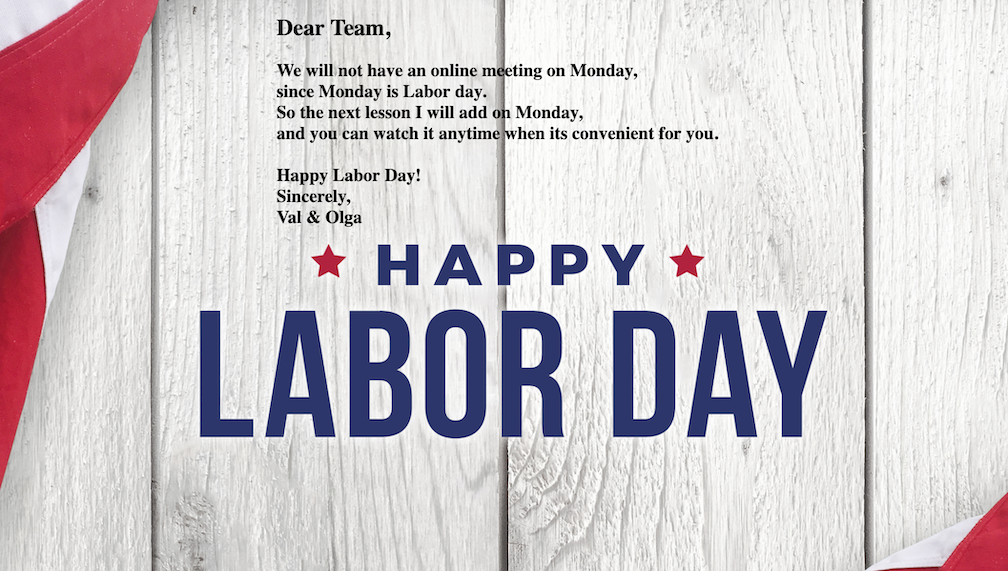 Dear Team,
We will not have an online meeting on Monday,
since Monday is Labor day.
So the next lesson I will add on Monday,
and you can watch it anytime when its convenient for you.
Happy Labor Day!
Sincerely,
Val & Olga
HAPPY
LABOR DAY